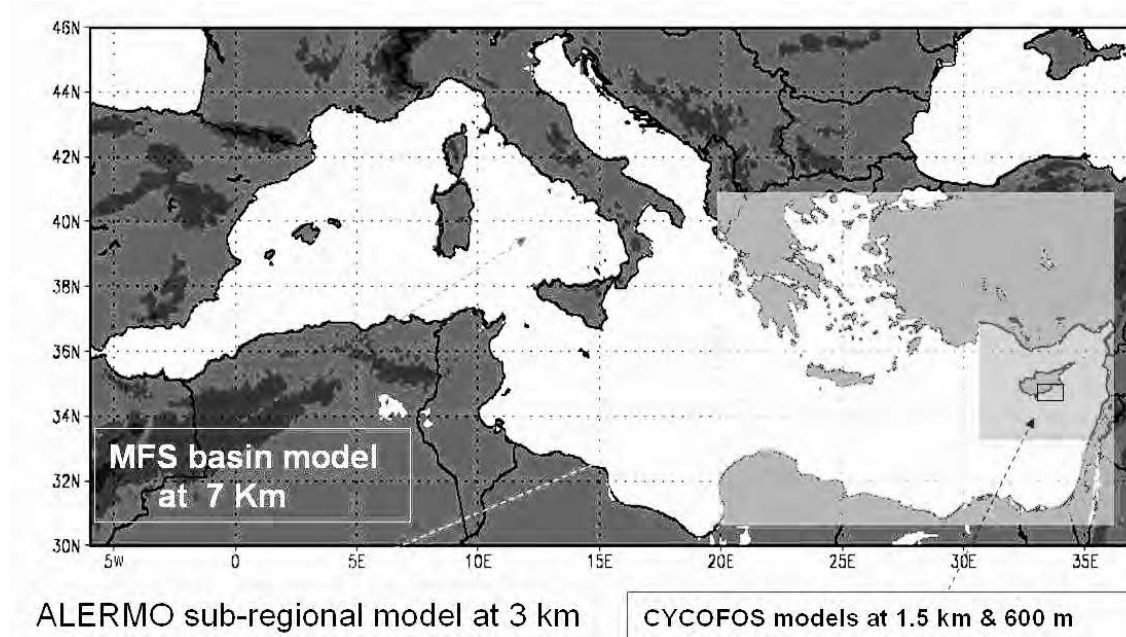 46N
44N
42N
40N
38N
36N
34N
32N
30N
MFS basin model
at 7 Km
5W 0 5E 10E 15E 20E 25E 30E 35E
ALERMO sub-regional model at 3 km
CYCOFOS models at 1.5 km & 600 m